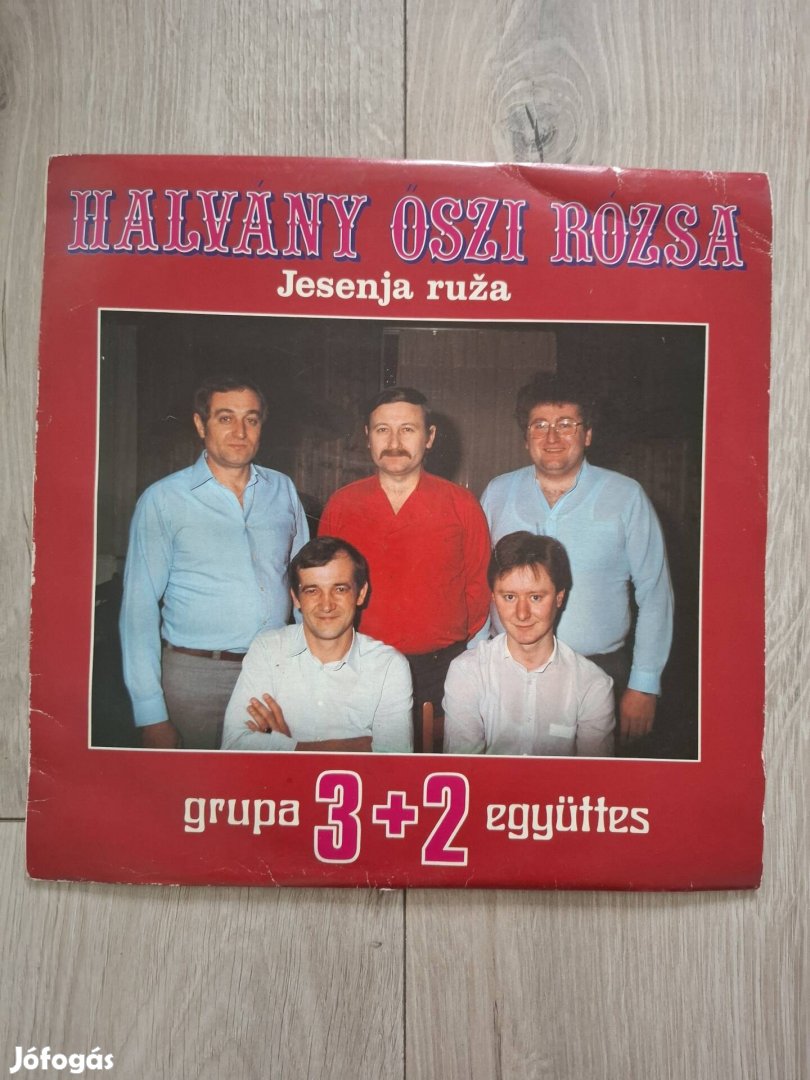 HALVÁNY ŐSZI RÓZSA
Jesenja ruža
grupa 3+2 együttes
Jófogás